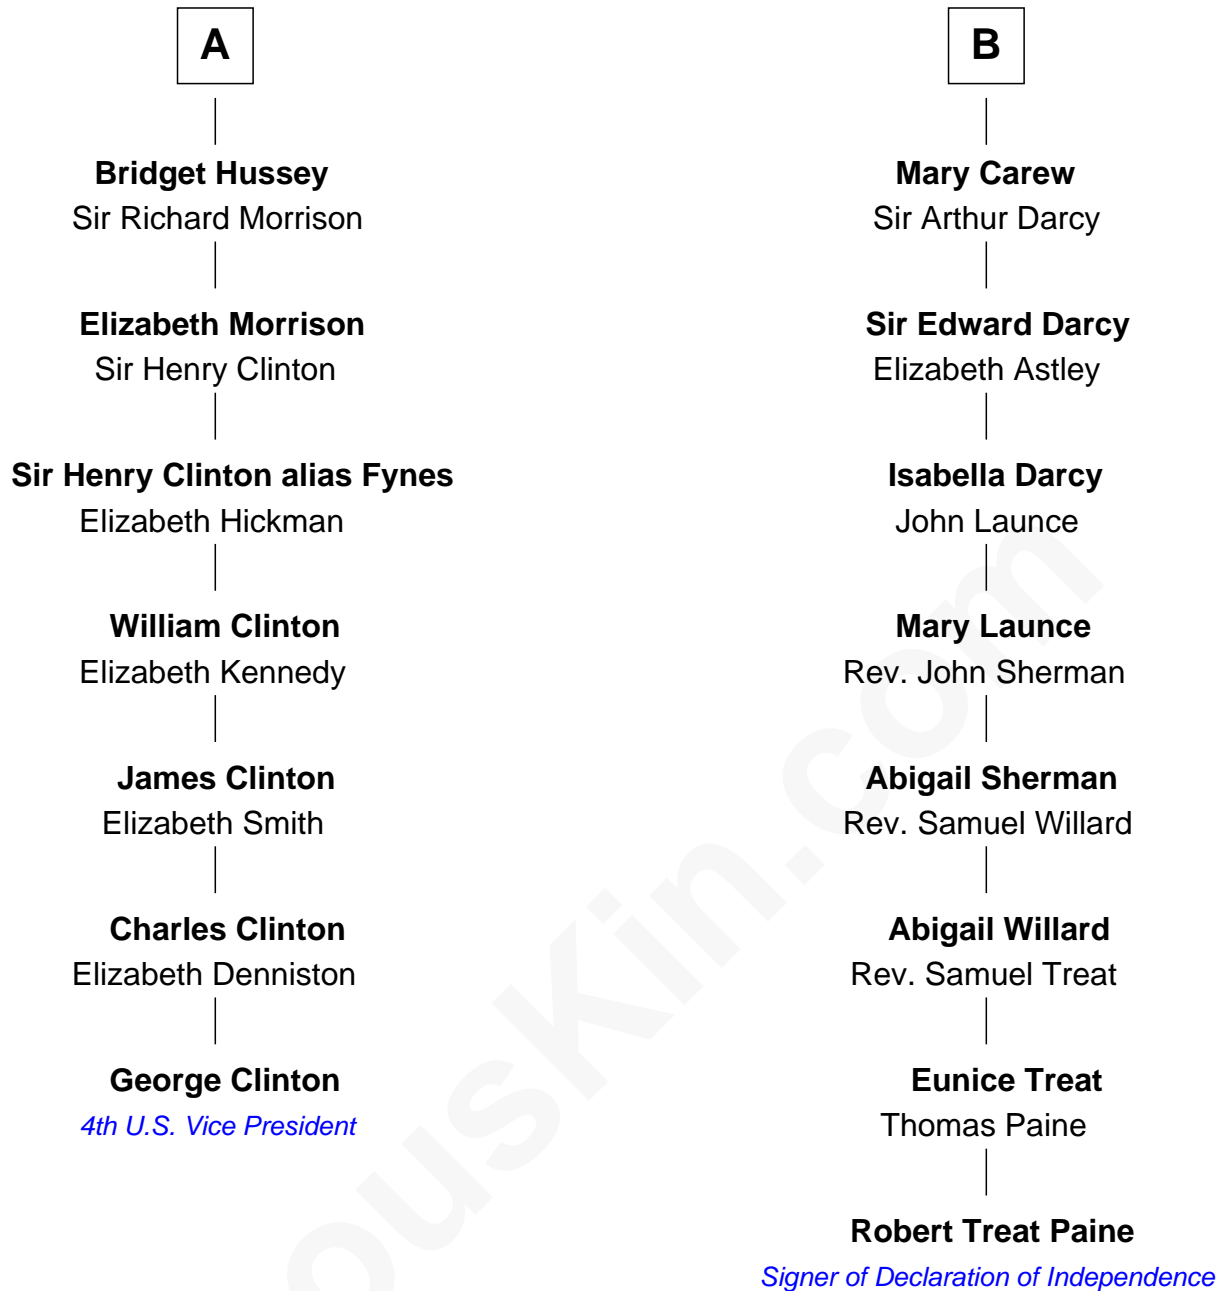 A
Bridget Hussey
Sir Richard Morrison
Elizabeth Morrison
Sir Henry Clinton
Sir Henry Clinton alias Fynes
Elizabeth Hickman
William Clinton
Elizabeth Kennedy
James Clinton
Elizabeth Smith
Charles Clinton
Elizabeth Denniston
George Clinton
4th U.S. Vice President
B
Mary Carew
Sir Arthur Darcy
Sir Edward Darcy
Elizabeth Astley
Isabella Darcy
John Launce
Mary Launce
Rev. John Sherman
Abigail Sherman
Rev. Samuel Willard
Abigail Willard
Rev. Samuel Treat
Eunice Treat
Thomas Paine
Robert Treat Paine
Signer of Declaration of Independence
ousKin.com